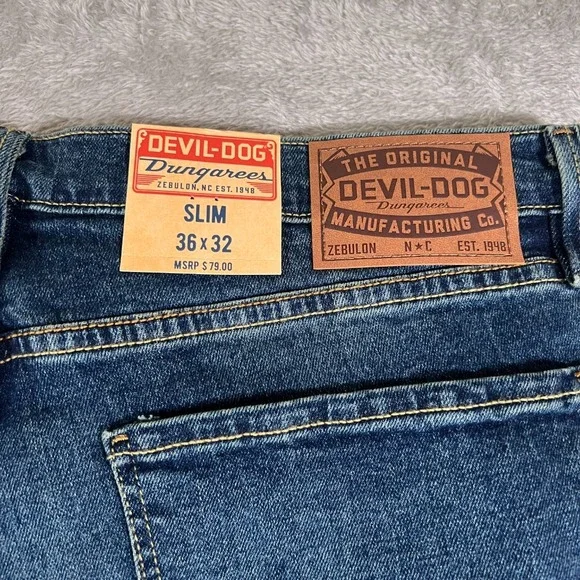 DEVIL-DOG
Dungarees
ZEBULON, NC EST. 1948
SLIM
36 x 32
MSRP $79.00
THE ORIGINAL
DEVIL-DOG
Dungarees
MANUFACTURING Co.
ZEBULON N★C EST. 1948